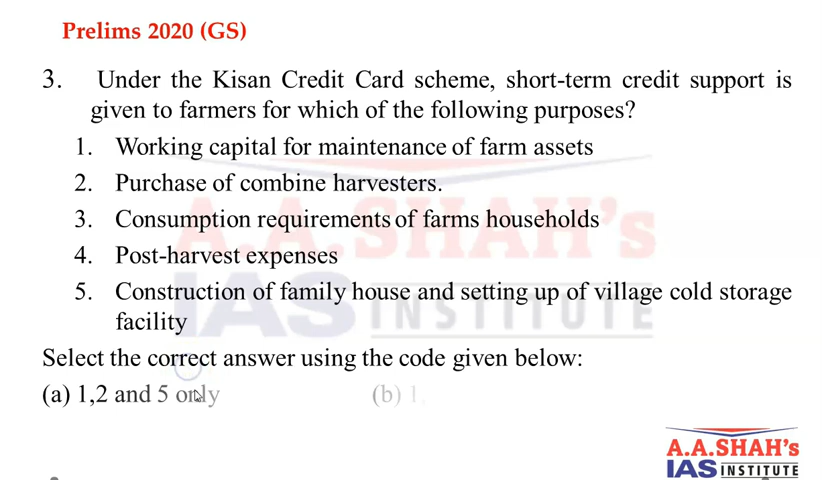 Prelims 2020 (GS)
3. Under the Kisan Credit Card scheme, short-term credit support is
given to farmers for which of the following purposes?
1. Working capital for maintenance of farm assets
2. Purchase of combine harvesters.
3. Consumption requirements of farms households
4. Post-harvest expenses
5. Construction of family house and setting up of village cold storage
facility
Select the correct answer using the code given below:
(a) 1,2 and 5 only (b) 1,
A.A.SHAH's
IAS INSTITUTE
A.A.SHAH's
IAS INSTITUTE